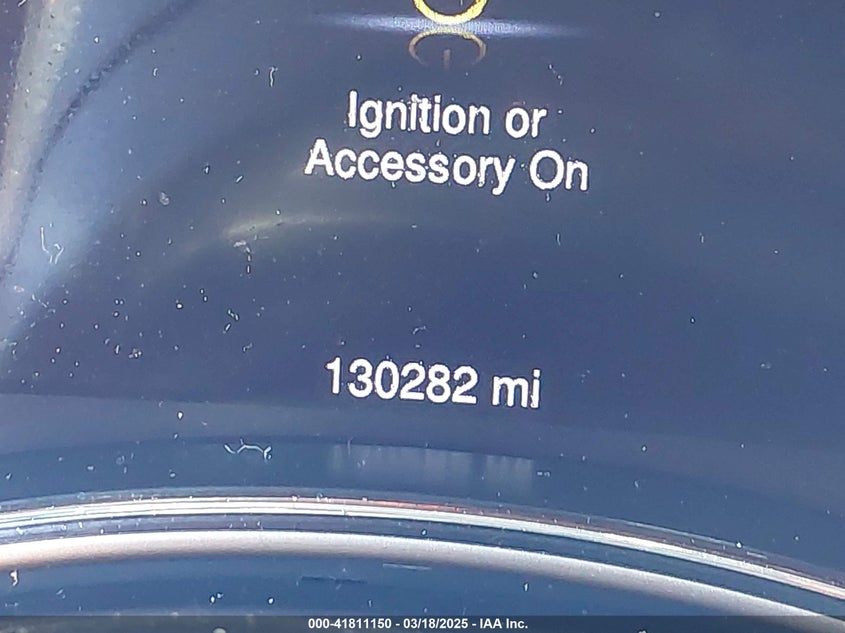 Ignition or
Accessory On
130282 mi
000-41811150 - 03/18/2025 - IAA Inc.